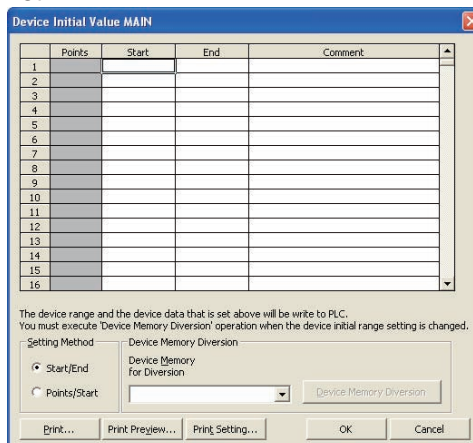 Device Initial Value MAIN
Points Start End Comment
1
2
3
4
5
6
7
8
9
10
11
12
13
14
15
16
The device range and the device data that is set above will be write to PLC.
You must execute 'Device Memory Diversion' operation when the device initial range setting is changed.
Setting Method
Start/End
Points/Start
Device Memory Diversion
Device Memory
for Diversion
Device Memory Diversion
Print... Print Preview... Print Setting... OK Cancel